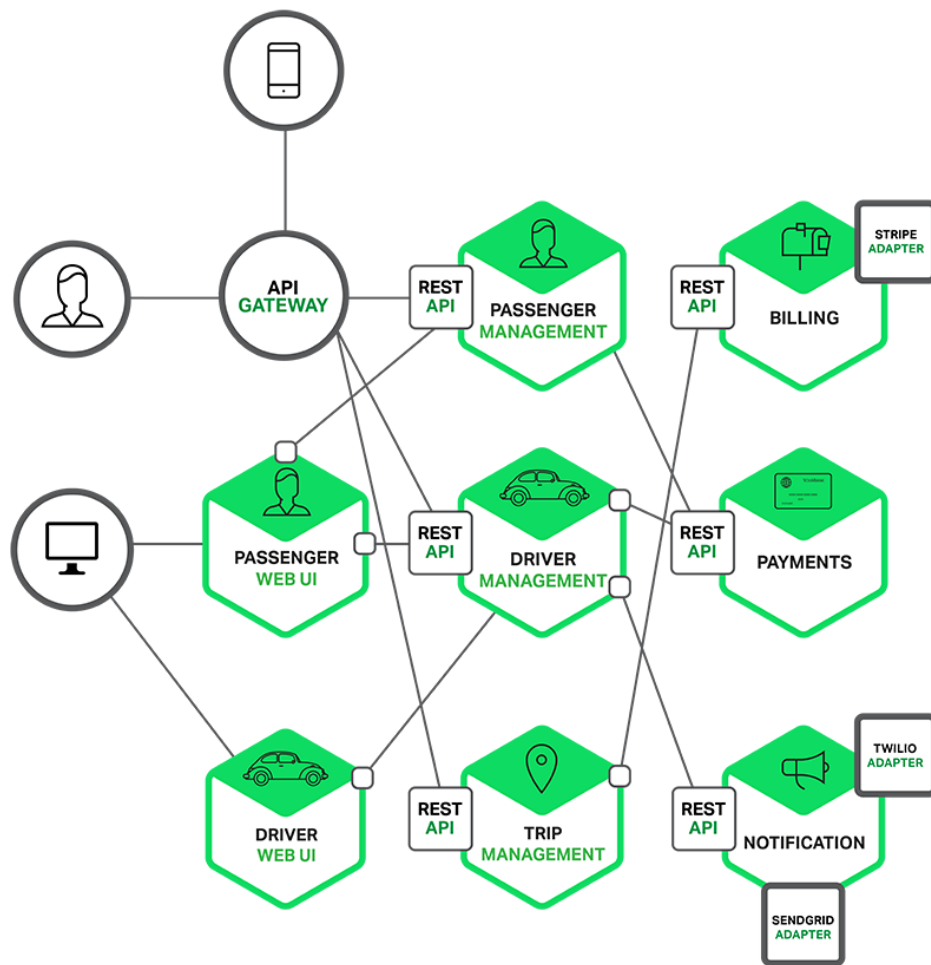 API
GATEWAY
REST
API
PASSENGER
MANAGEMENT
REST
API
BILLING
STRIPE
ADAPTER
PASSENGER
WEB UI
REST
API
DRIVER
MANAGEMENT
REST
API
PAYMENTS
DRIVER
WEB UI
REST
API
TRIP
MANAGEMENT
REST
API
NOTIFICATION
TWILIO
ADAPTER
SENDGRID
ADAPTER